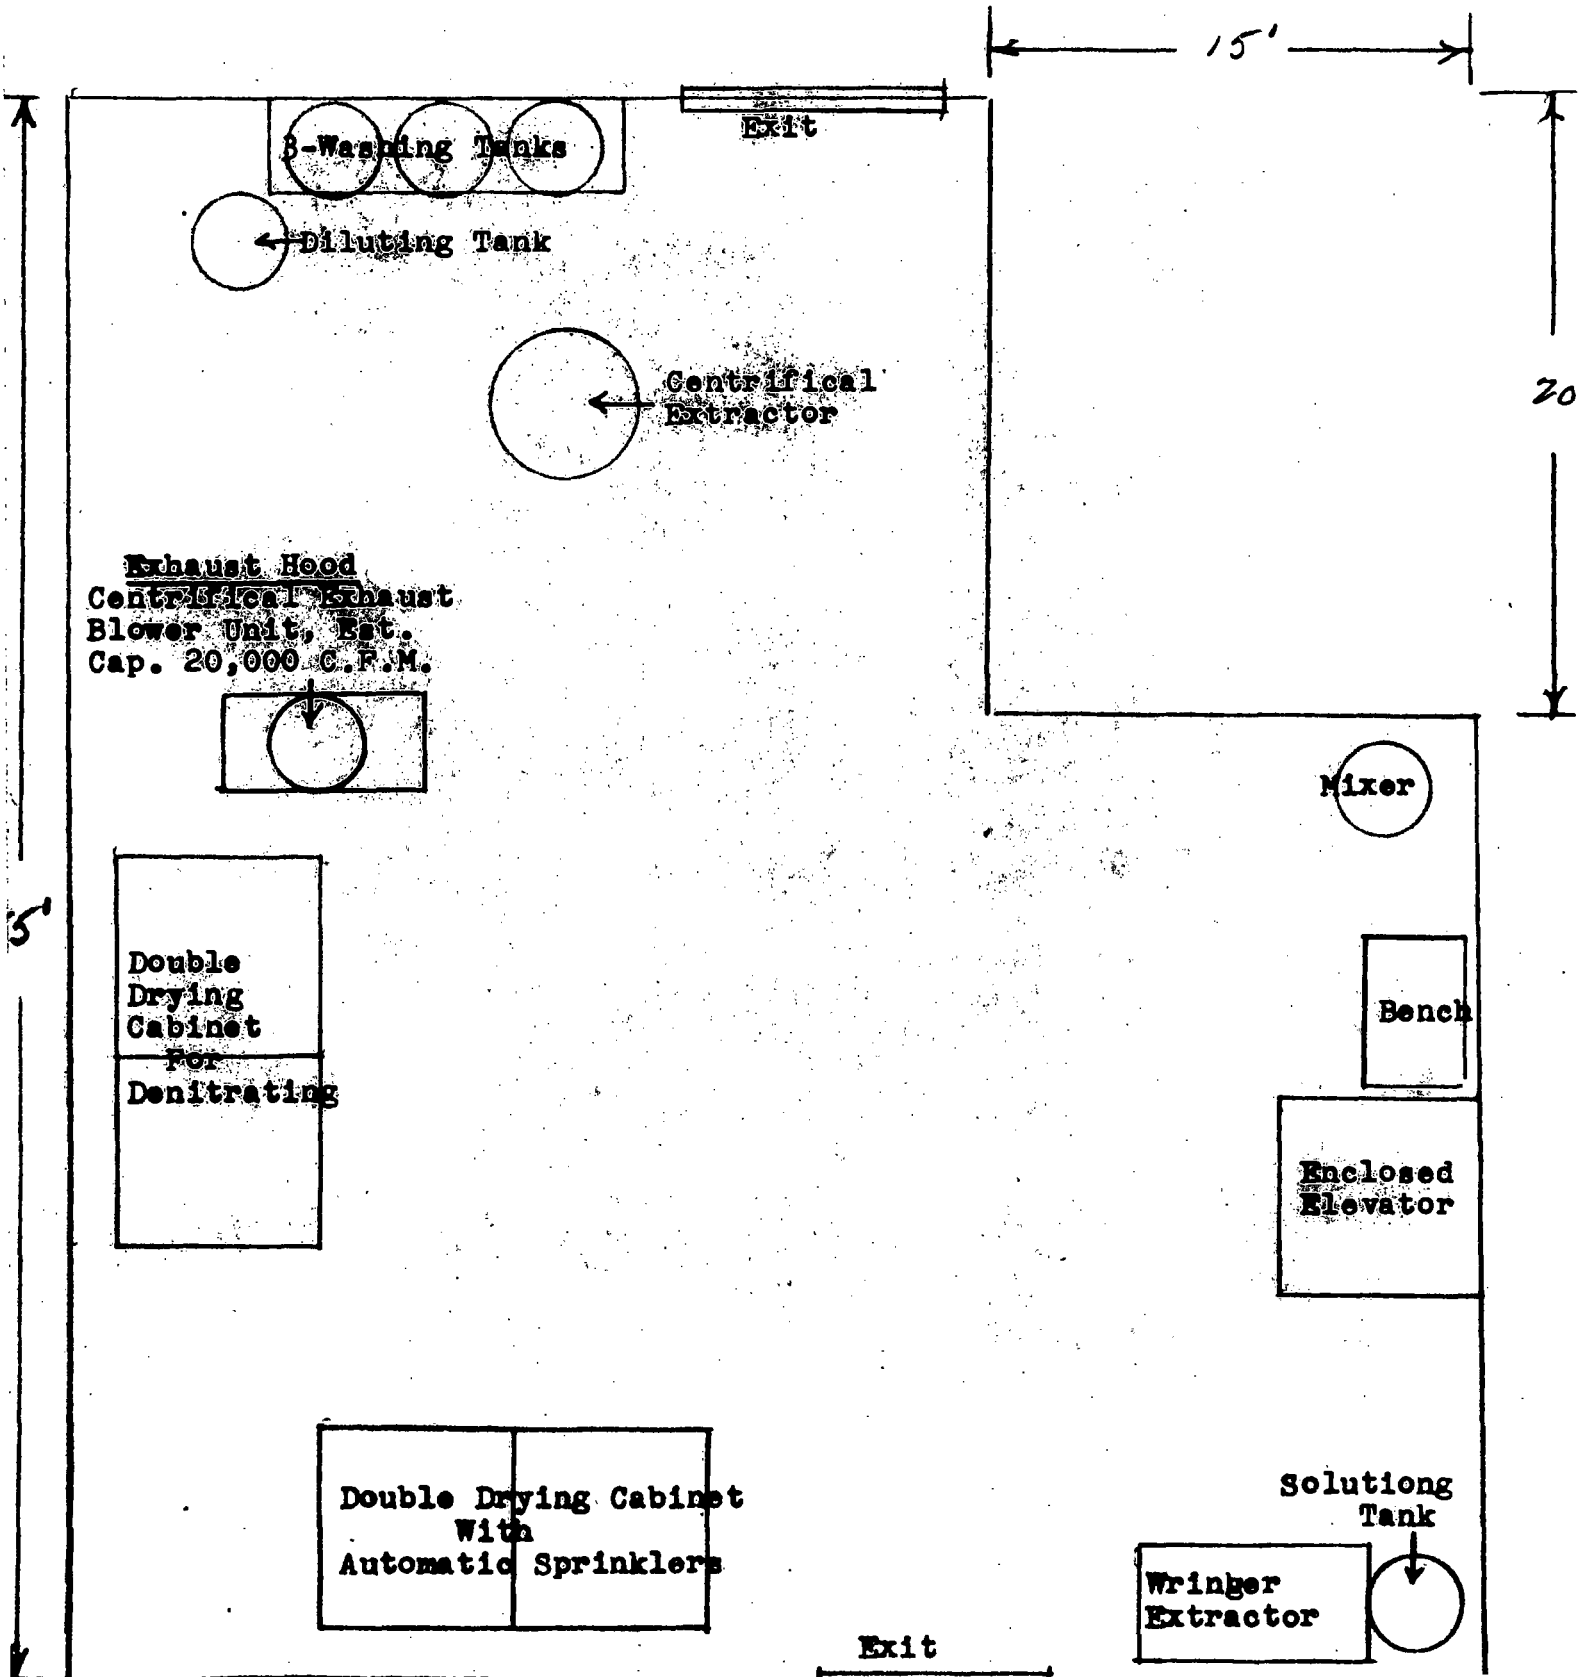 15'
Exit
3-Washing Tanks
Diluting Tank
Centrifical
Extractor
20
Exhaust Hood
Centrifical Exhaust
Blower Unit, Est.
Cap. 20,000 C.F.M.
Mixer
5'
Double
Drying
Cabinet
For
Denitrating
Bench
Enclosed
Elevator
Double Drying Cabinet
With
Automatic Sprinklers
Solutiong
Tank
Wringer
Extractor
Exit